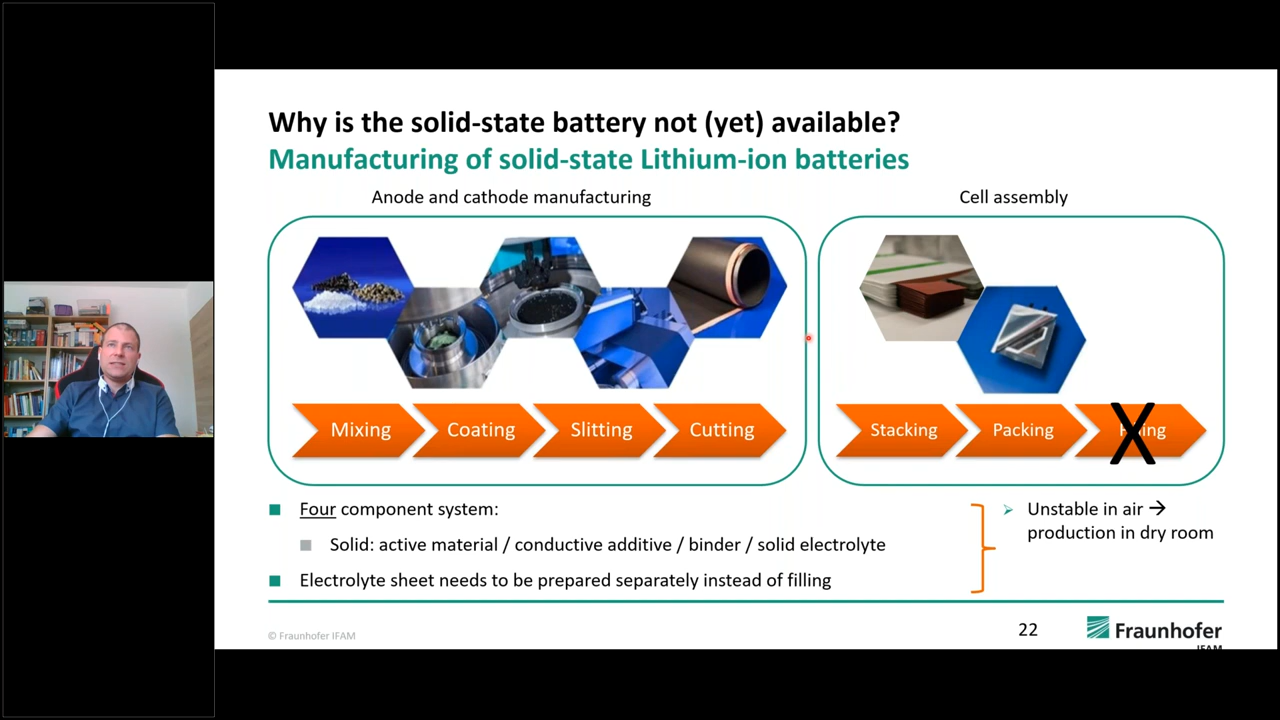 Why is the solid-state battery not (yet) available?
Manufacturing of solid-state Lithium-ion batteries
Anode and cathode manufacturing
Cell assembly
Mixing
Coating
Slitting
Cutting
Stacking
Packing
Four component system:
Solid: active material / conductive additive / binder / solid electrolyte
Electrolyte sheet needs to be prepared separately instead of filling
Unstable in air →
production in dry room
© Fraunhofer IFAM
22
Fraunhofer
IFAM